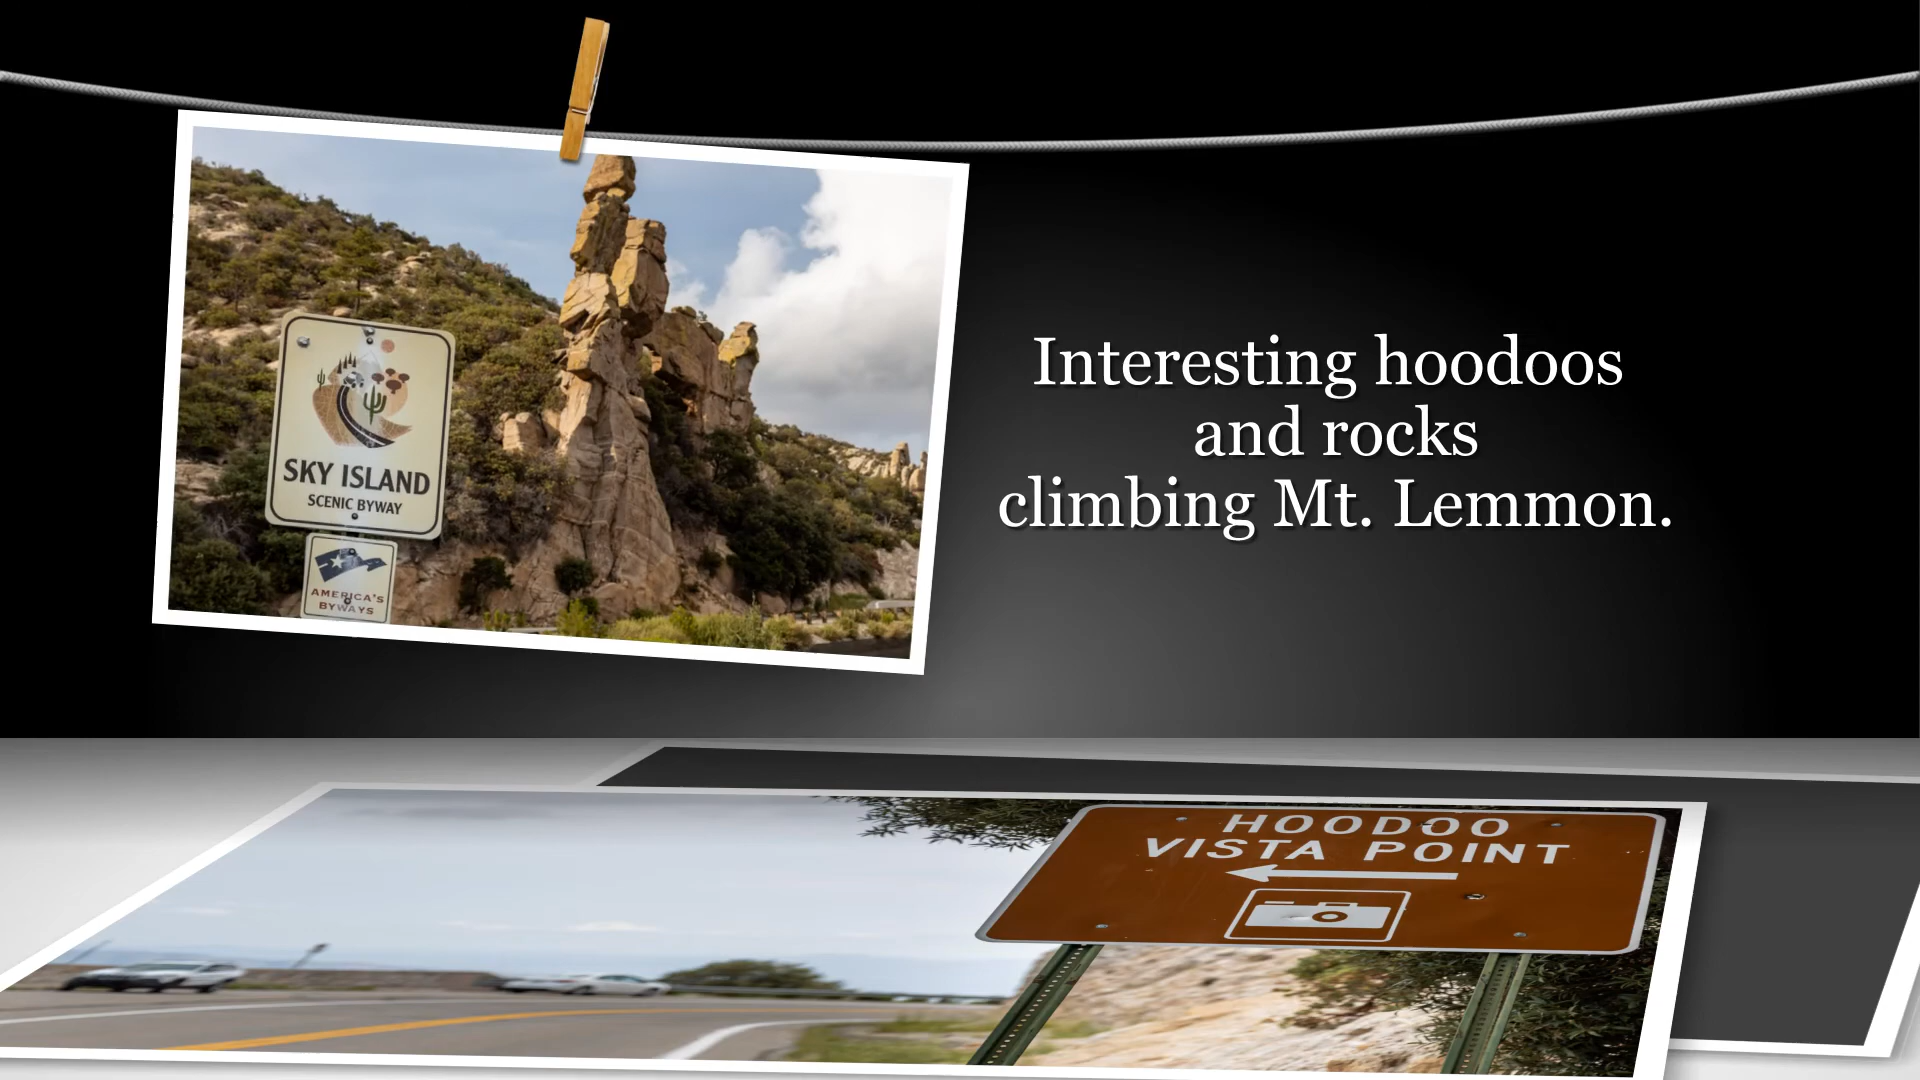 SKY ISLAND
SCENIC BYWAY
AMERICA'S
BYWAYS
Interesting hoodoos
and rocks
climbing Mt. Lemmon.
HOODOO
VISTA POINT